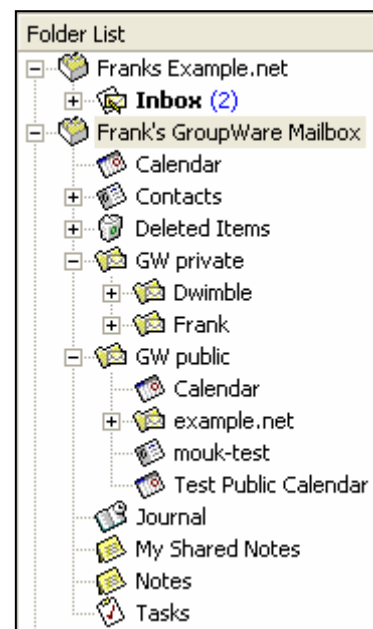 Folder List
Franks Example.net
Inbox (2)
Frank's GroupWare Mailbox
Calendar
Contacts
Deleted Items
GW private
Dwimble
Frank
GW public
Calendar
example.net
mouk-test
Test Public Calendar
Journal
My Shared Notes
Notes
Tasks